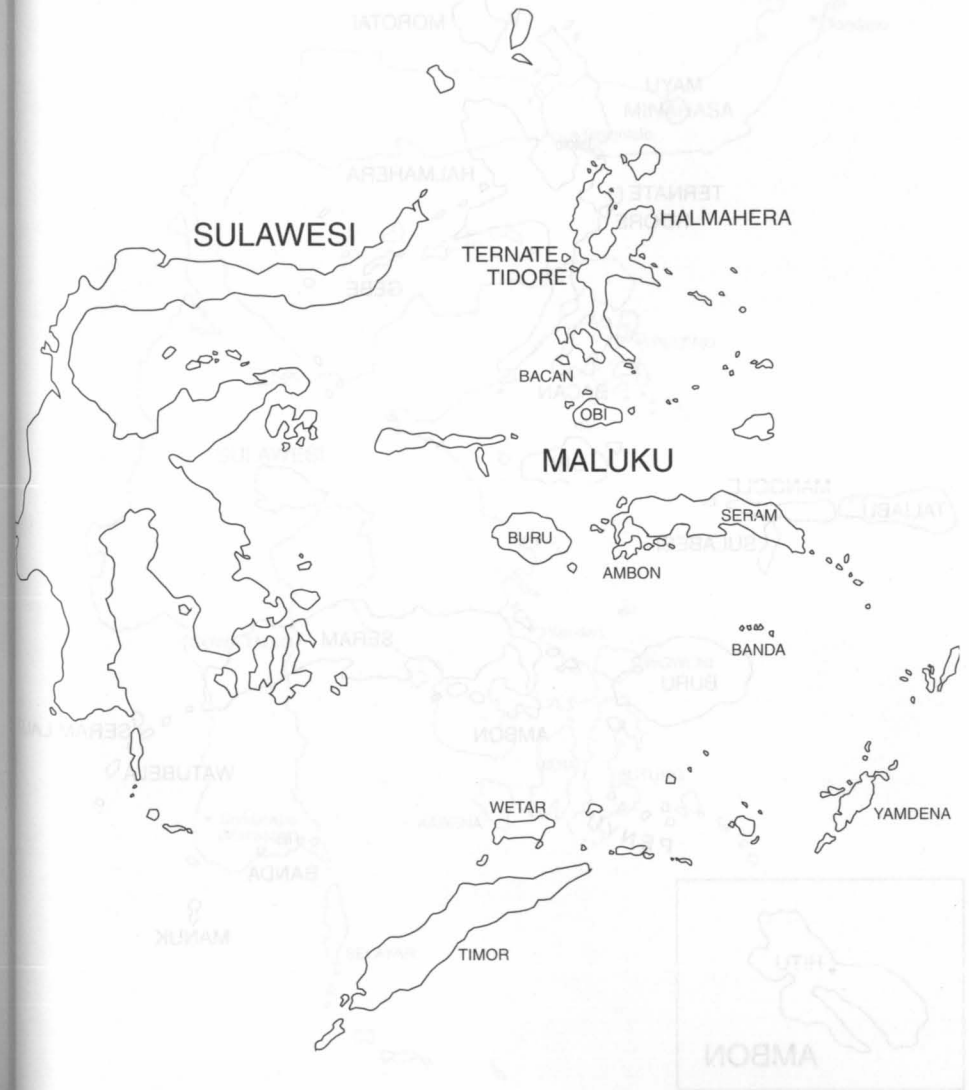 SULAWESI
HALMAHERA
TERNATE
TIDORE
BACAN
OBI
MALUKU
SERAM
BURU
AMBON
BANDA
WETAR
YAMDENA
TIMOR